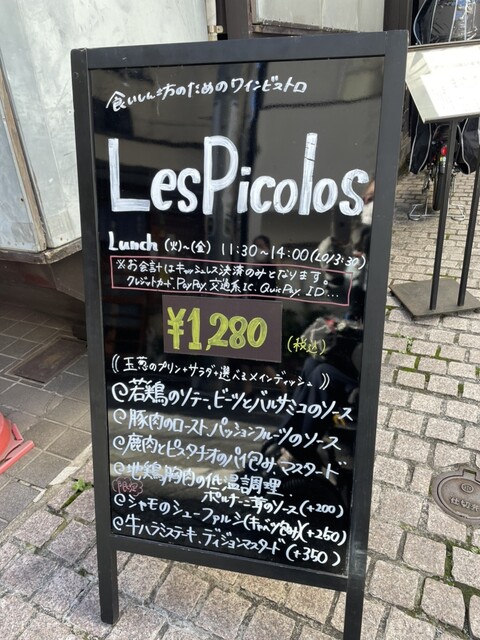 食いしん坊のためのワインビストロ
LesPicolos
Lunch (火)~(金) 11:30~14:00(LO13:30)
※お会計はキャッシュレス決済のみとなります。
クレジットカード、PayPay、交通系IC、QuicPay、ID...
¥1,280 (税込)
((玉葱のプリン+サラダ+選べるメインディッシュ))
@若鶏のソテー、ビーツとバルサミコのソース
@豚肉のロースト、パッションフルーツのソース
@鹿肉とピスタチオのパイ包み、マスタード
@地鶏胸肉の低温調理
ポルチーニ茸のソース(+200)
@シャモのシューファルシ(キャベツ包み)(+250)
@牛ハラミステーキ、ディジョンマスタード(+350)